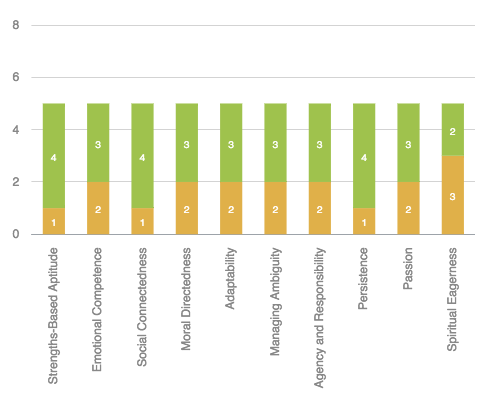 8
6
4
2
0
4
3
4
3
3
3
3
4
3
2
1
2
1
2
2
2
2
1
2
3
Strengths-Based Aptitude
Emotional Competence
Social Connectedness
Moral Directedness
Adaptability
Managing Ambiguity
Agency and Responsibility
Persistence
Passion
Spiritual Eagerness